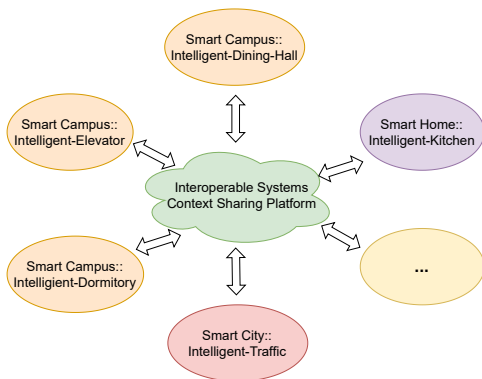 Smart Campus::
Intelligent-Dining-Hall
Smart Campus::
Intelligent-Elevator
Smart Home::
Intelligent-Kitchen
Interoperable Systems
Context Sharing Platform
Smart Campus::
Intelligient-Dormitory
...
Smart City::
Intelligent-Traffic